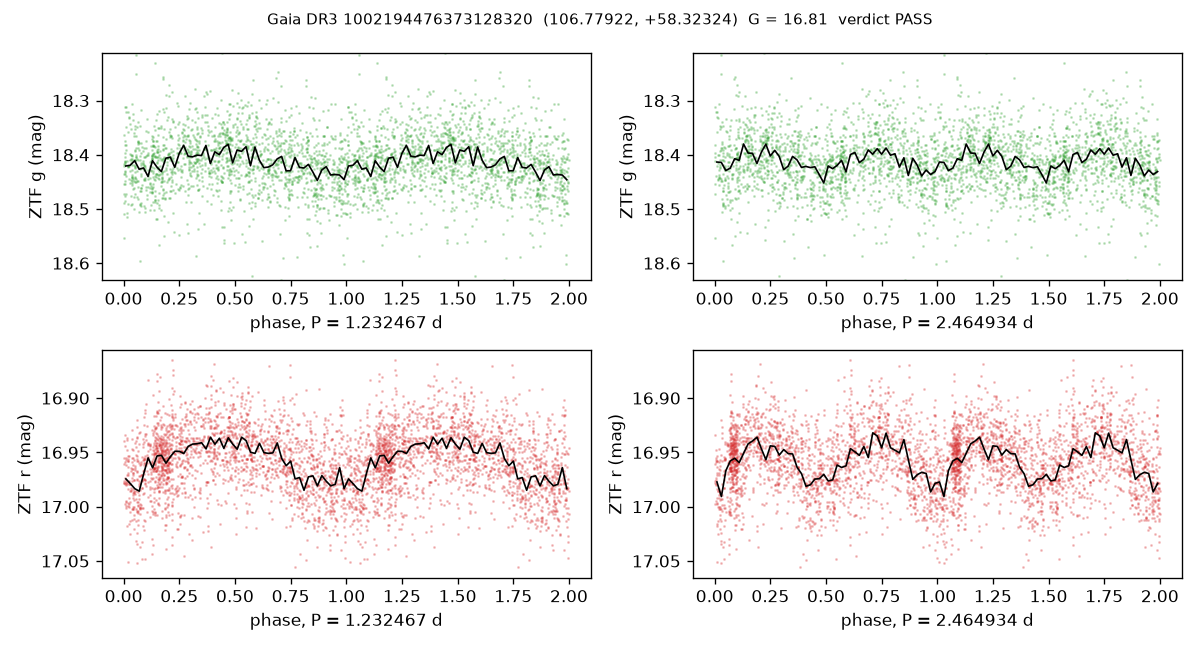 Gaia DR3 1002194476373128320 (106.77922, +58.32324) G = 16.81 verdict PASS
ZTF g (mag)
18.3
18.4
18.5
18.6
0.00 0.25 0.50 0.75 1.00 1.25 1.50 1.75 2.00
phase, P = 1.232467 d
ZTF g (mag)
18.3
18.4
18.5
18.6
0.00 0.25 0.50 0.75 1.00 1.25 1.50 1.75 2.00
phase, P = 2.464934 d
ZTF r (mag)
16.90
16.95
17.00
17.05
0.00 0.25 0.50 0.75 1.00 1.25 1.50 1.75 2.00
phase, P = 1.232467 d
ZTF r (mag)
16.90
16.95
17.00
17.05
0.00 0.25 0.50 0.75 1.00 1.25 1.50 1.75 2.00
phase, P = 2.464934 d